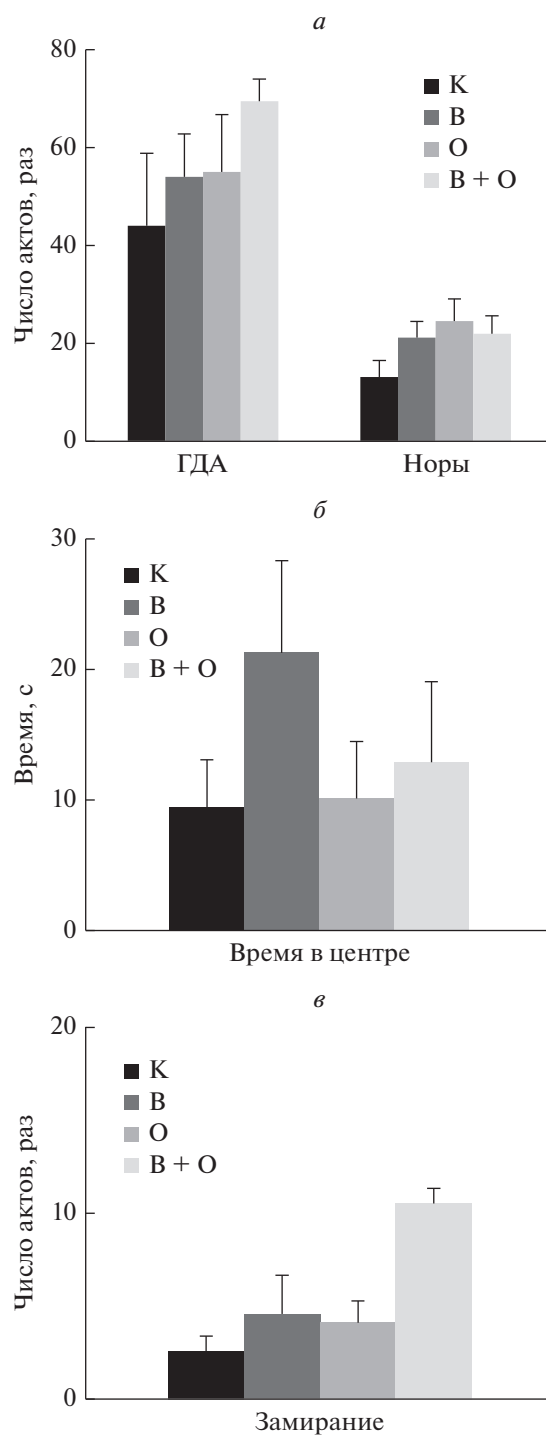 а
80
60
40
20
0
Число актов, раз
К
В
О
В + О
ГДА Норы
б
30
20
10
0
Время, с
К
В
О
В + О
Время в центре
в
20
10
0
Число актов, раз
К
В
О
В + О
Замирание